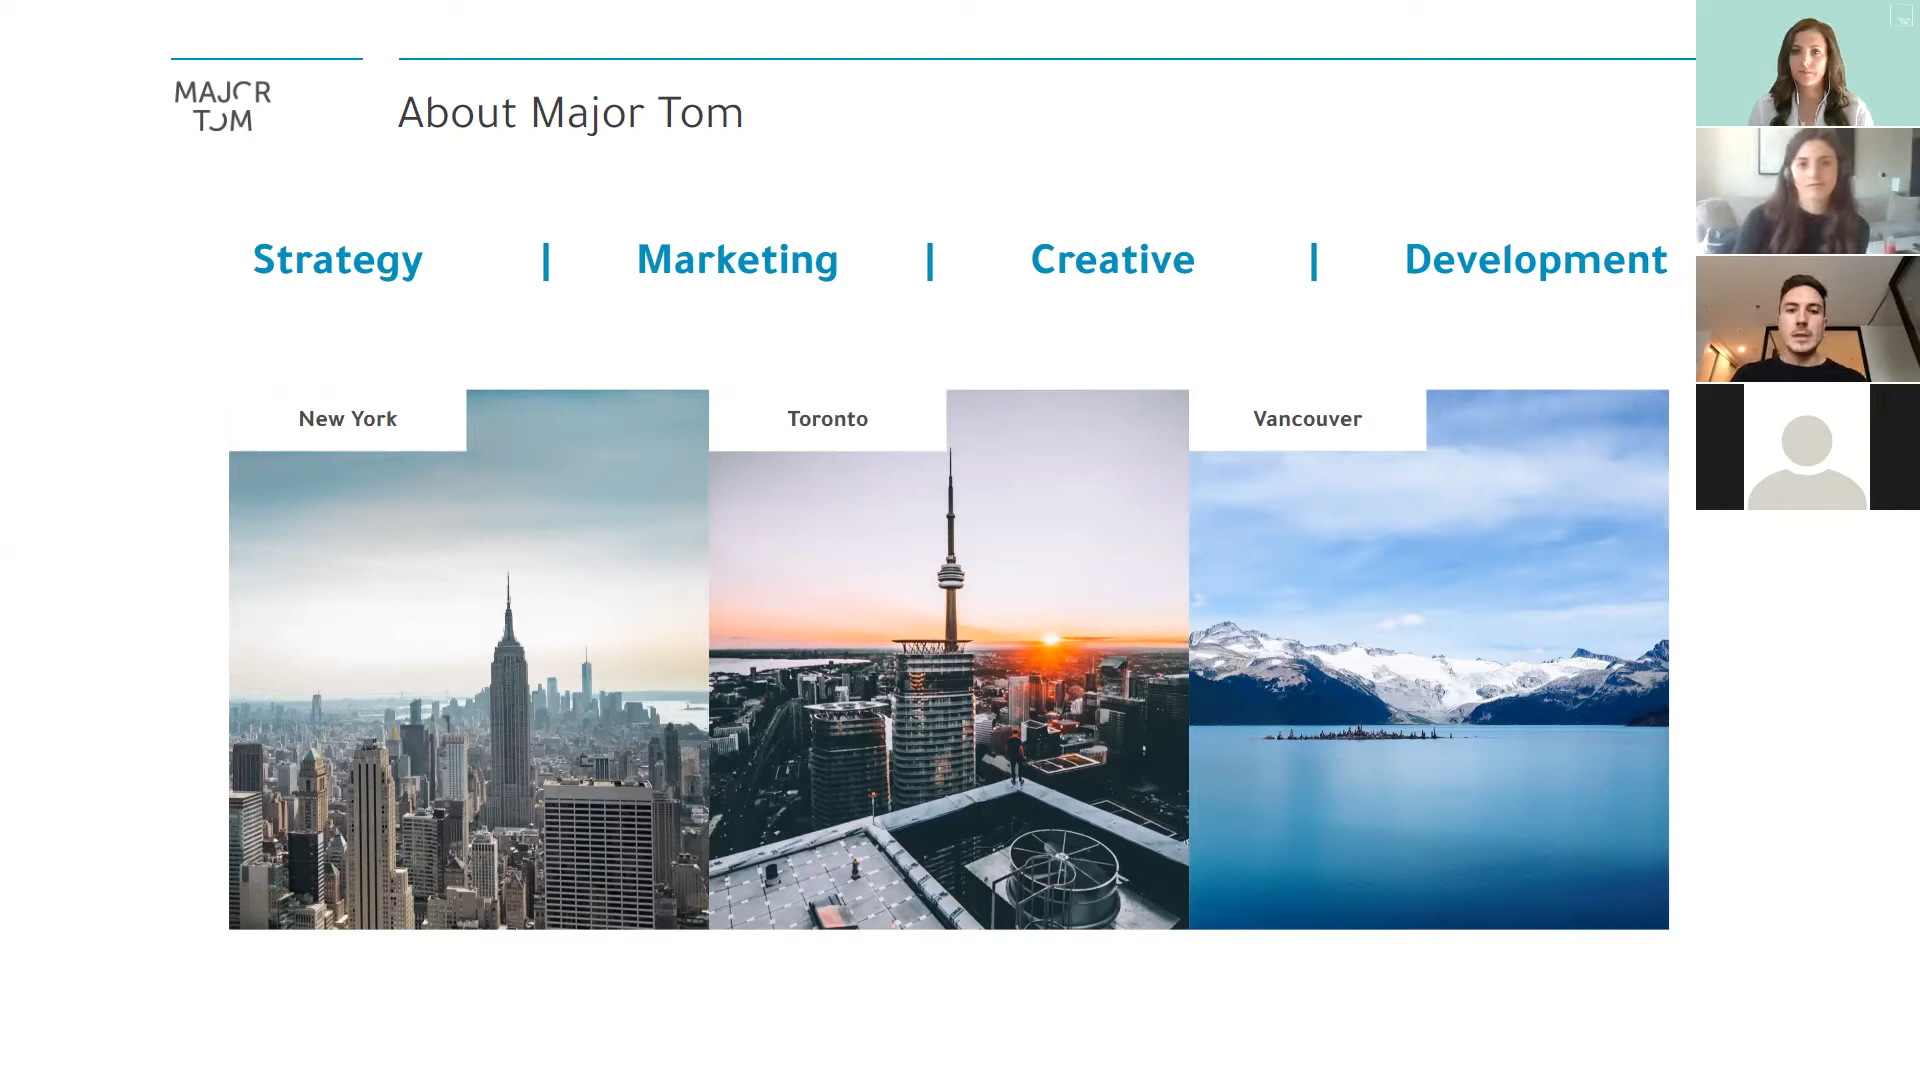 MAJOR
TOM
About Major Tom
Strategy | Marketing | Creative | Development
New York
Toronto
Vancouver